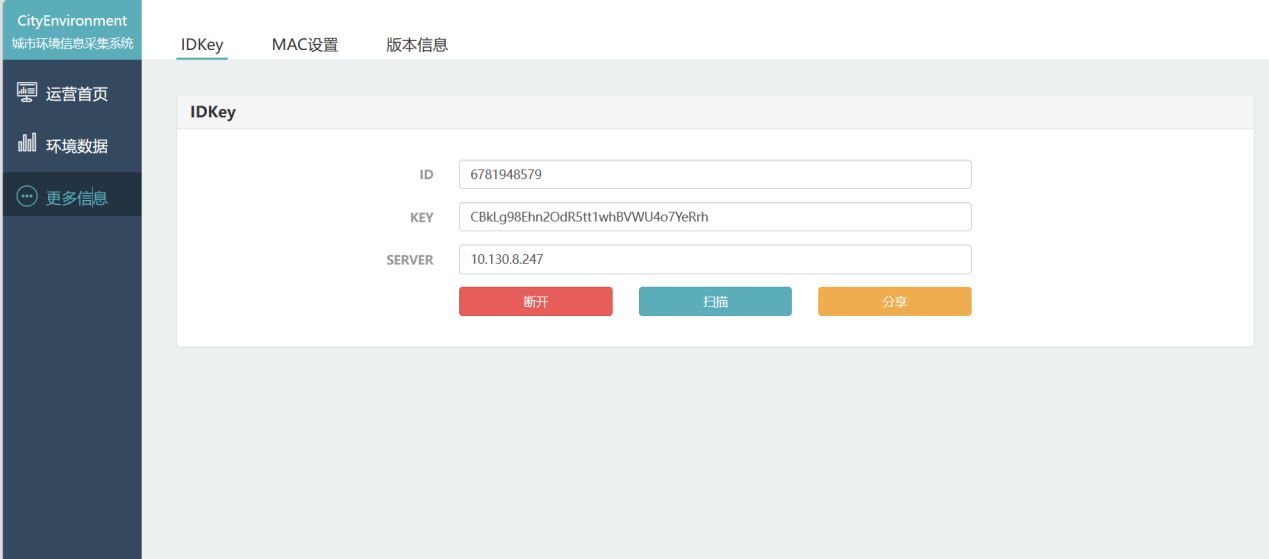 CityEnvironment
城市环境信息采集系统
IDKey MAC设置 版本信息
运营首页
环境数据
更多信息
IDKey
ID 6781948579
KEY CBkLg98Ehn2OdR5tt1whBVWU4o7YeRrh
SERVER 10.130.8.247
断开 扫描 分享